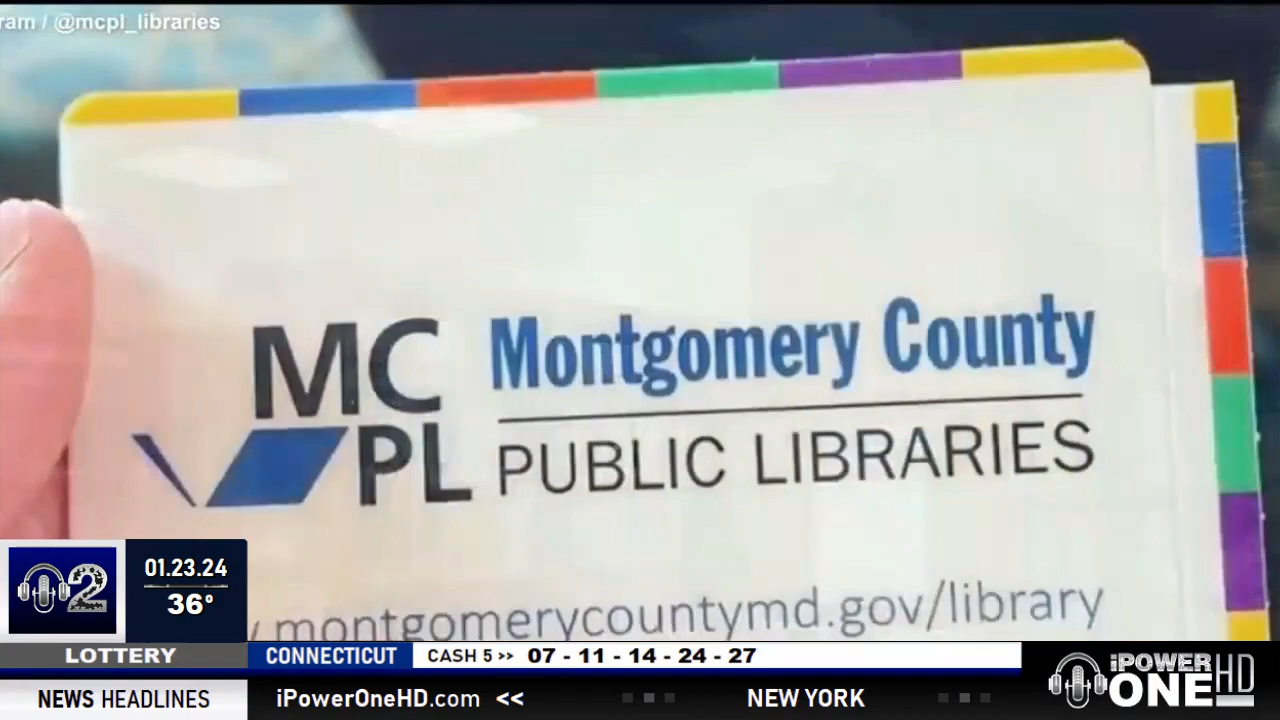 ram / @mcpl_libraries
MC
PL
Montgomery County
PUBLIC LIBRARIES
montgomerycountymd.gov/library
2
01.23.24
36°
LOTTERY
CONNECTICUT
CASH 5 >> 07 - 11 - 14 - 24 - 27
iPOWER
ONE HD
NEWS HEADLINES
iPowerOneHD.com <<
NEW YORK